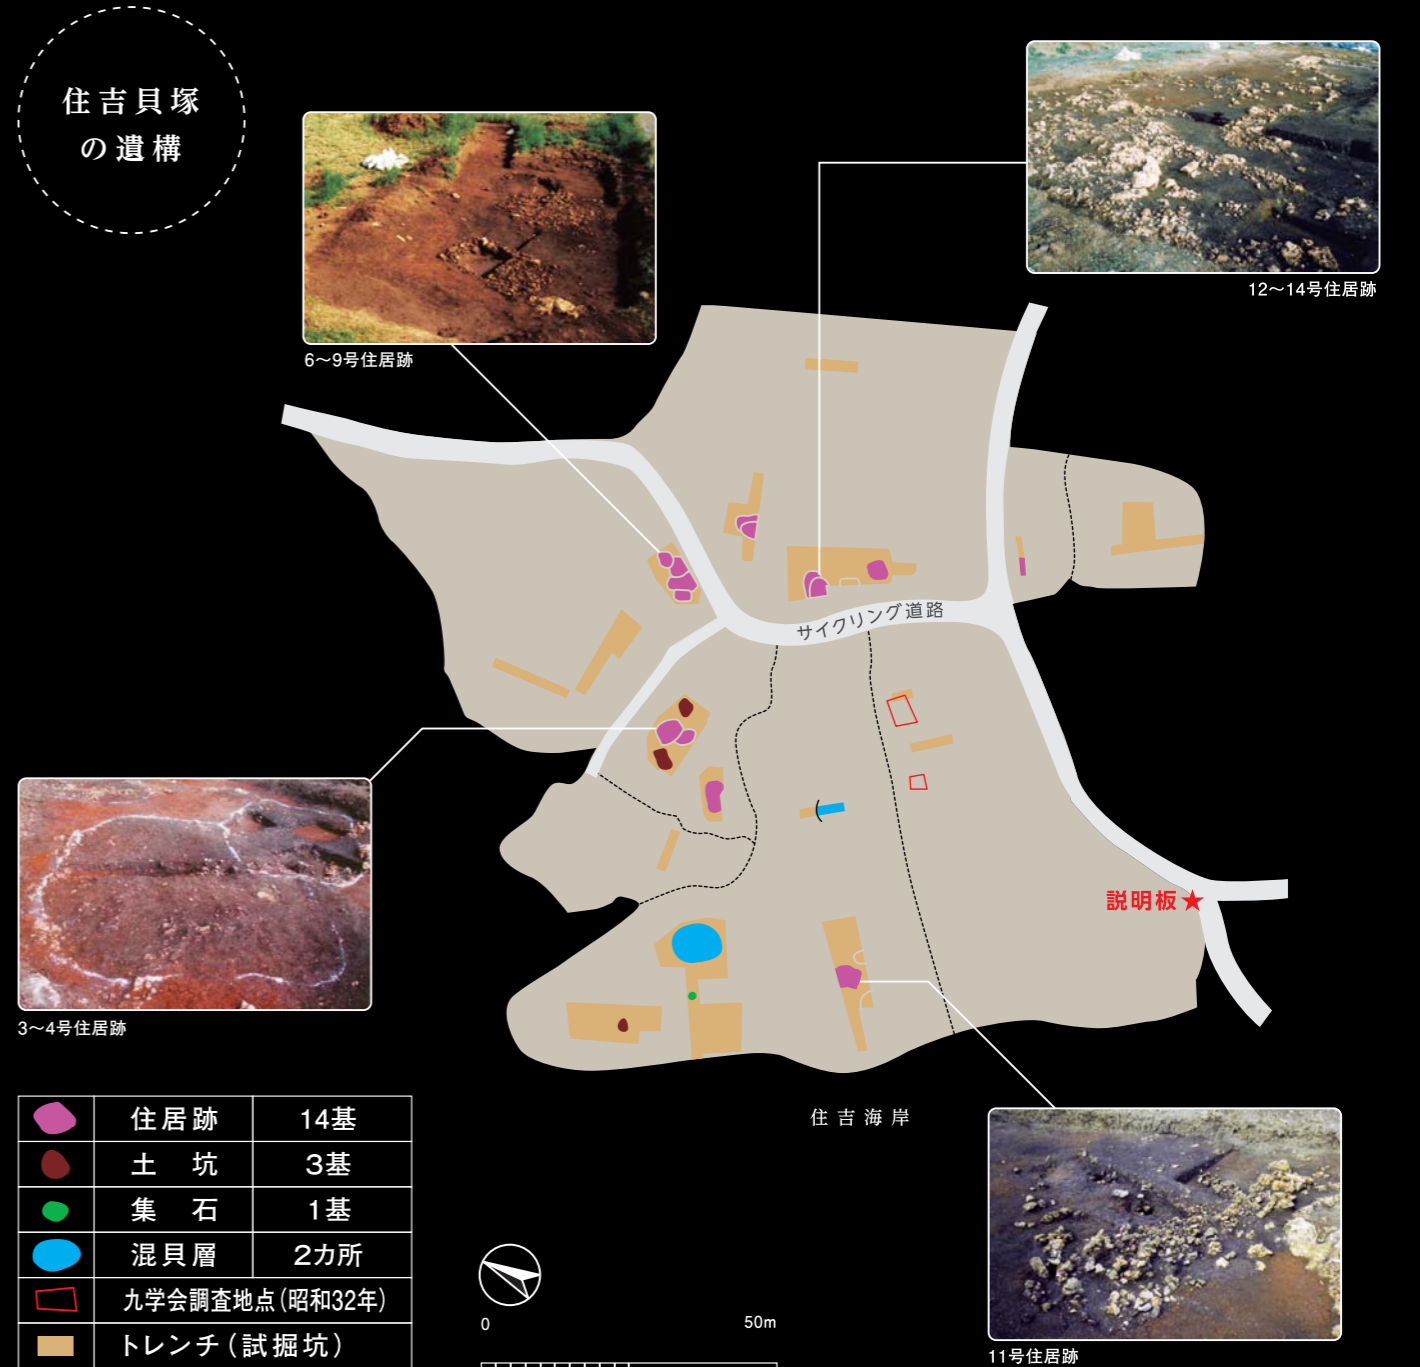 住吉貝塚
の遺構
6〜9号住居跡
12〜14号住居跡
サイクリング道路
説明板★
3〜4号住居跡
住吉海岸
11号住居跡
住居跡 14基
土坑 3基
集石 1基
混貝層 2カ所
九学会調査地点(昭和32年)
トレンチ(試掘坑)
0 50m